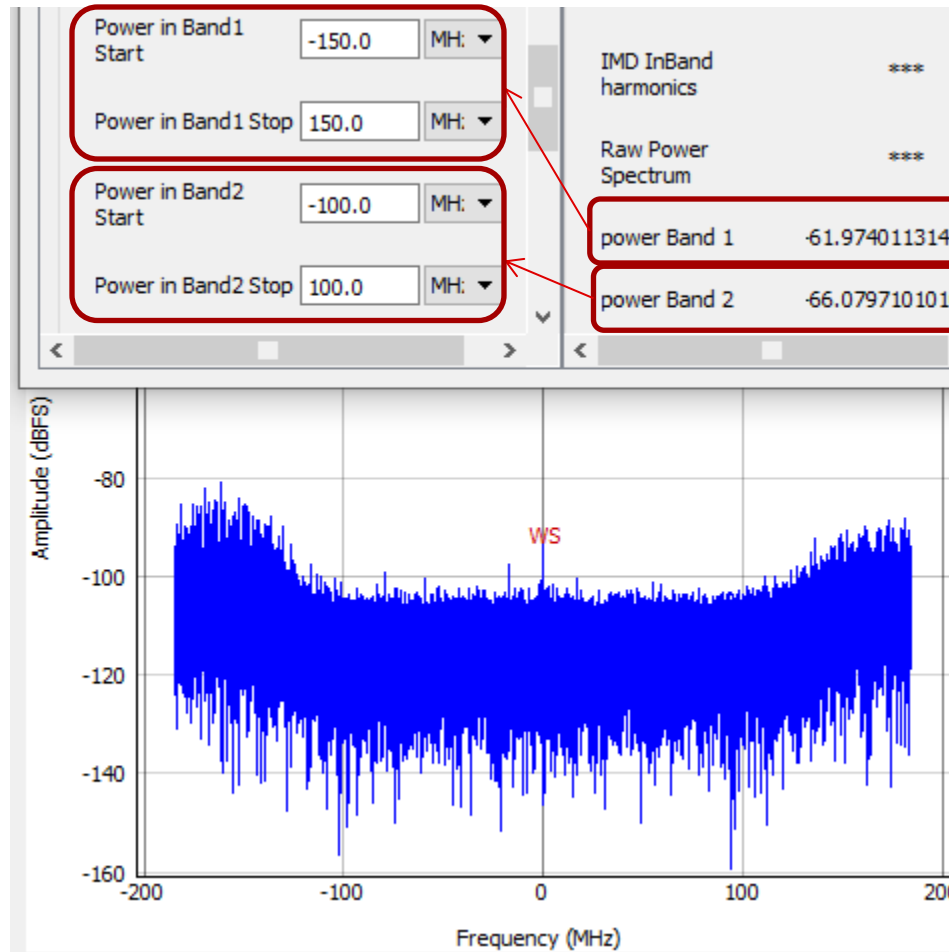 Power in Band1
Start
-150.0
MH:
Power in Band1 Stop
150.0
MH:
Power in Band2
Start
-100.0
MH:
Power in Band2 Stop
100.0
MH:
IMD InBand
harmonics
***
Raw Power
Spectrum
***
power Band 1
-61.974011314
power Band 2
-66.079710101
Amplitude (dBFS)
-80
-100
-120
-140
-160
WS
-200
-100
0
100
200
Frequency (MHz)